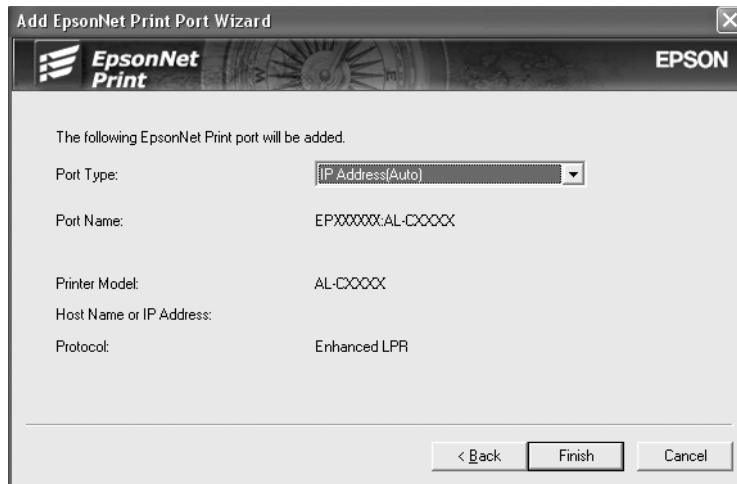 Add EpsonNet Print Port Wizard
EpsonNet
Print
EPSON
W
E
The following EpsonNet Print port will be added.
Port Type: IP Address(Auto)
Port Name: EPXXXXXX:AL-CXXXX
Printer Model: AL-CXXXX
Host Name or IP Address:
Protocol: Enhanced LPR
< Back Finish Cancel